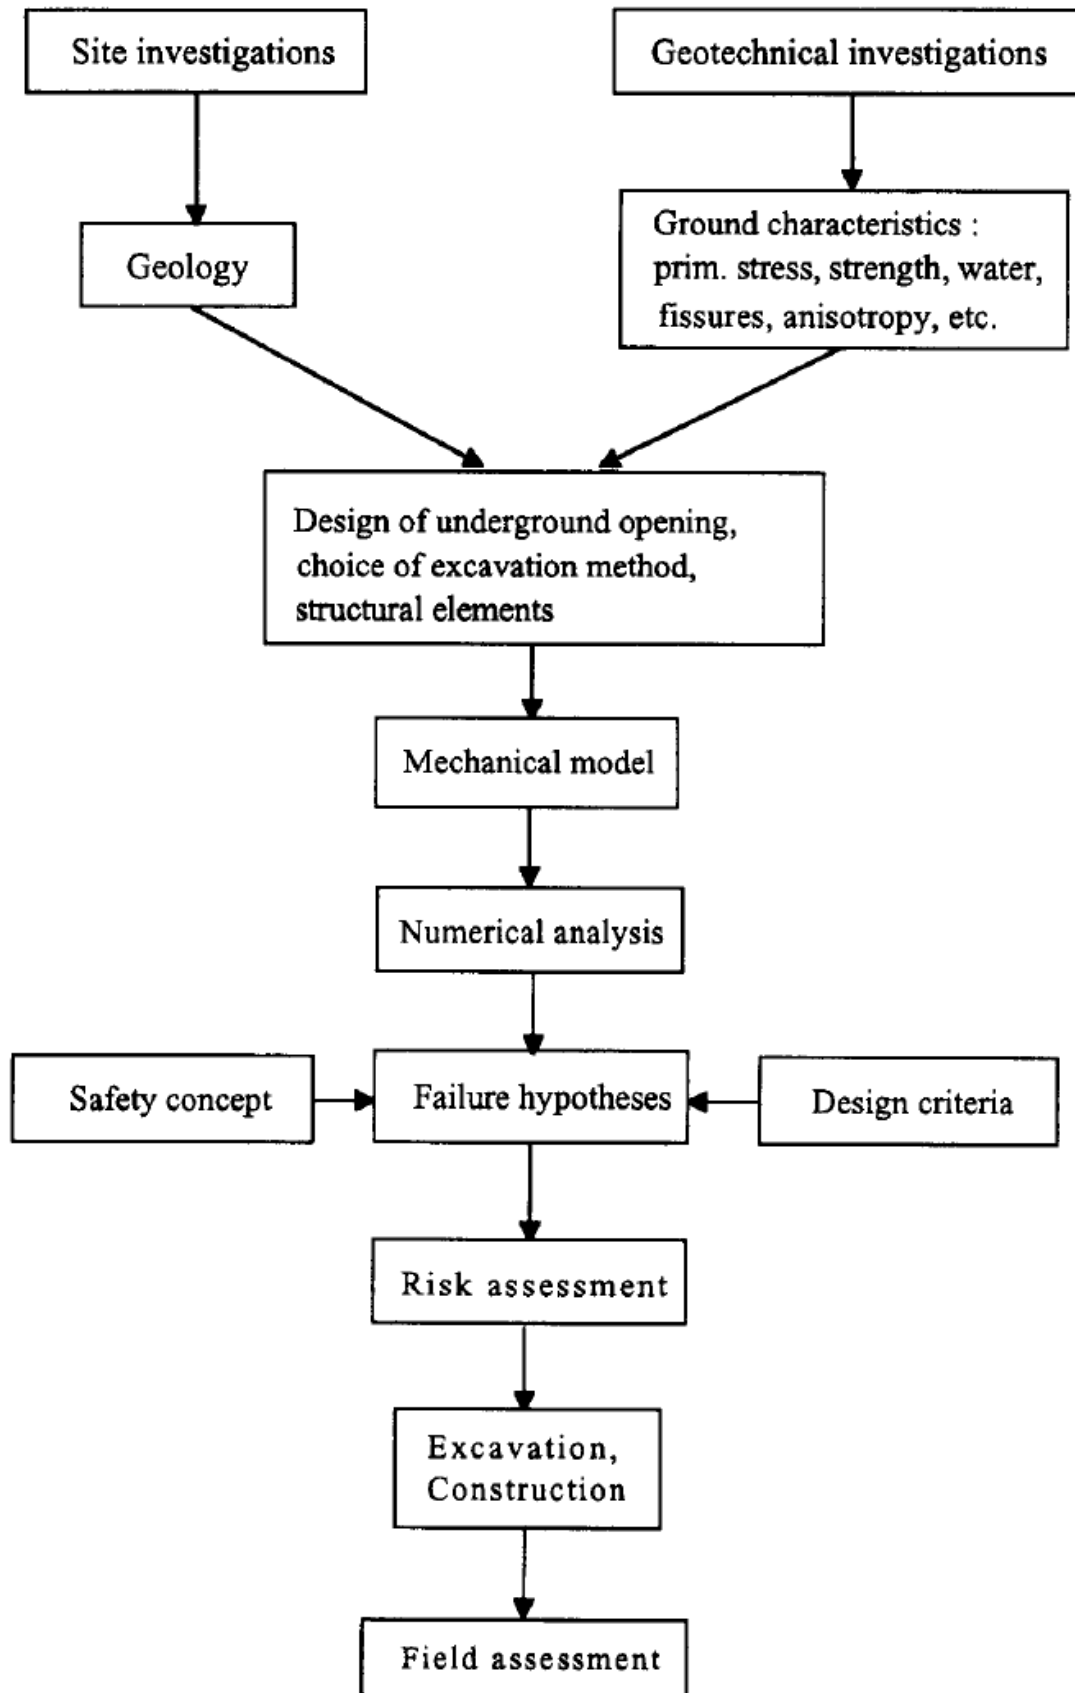 Site investigations
Geotechnical investigations
Geology
Ground characteristics :
prim. stress, strength, water,
fissures, anisotropy, etc.
Design of underground opening,
choice of excavation method,
structural elements
Mechanical model
Numerical analysis
Safety concept
Failure hypotheses
Design criteria
Risk assessment
Excavation,
Construction
Field assessment